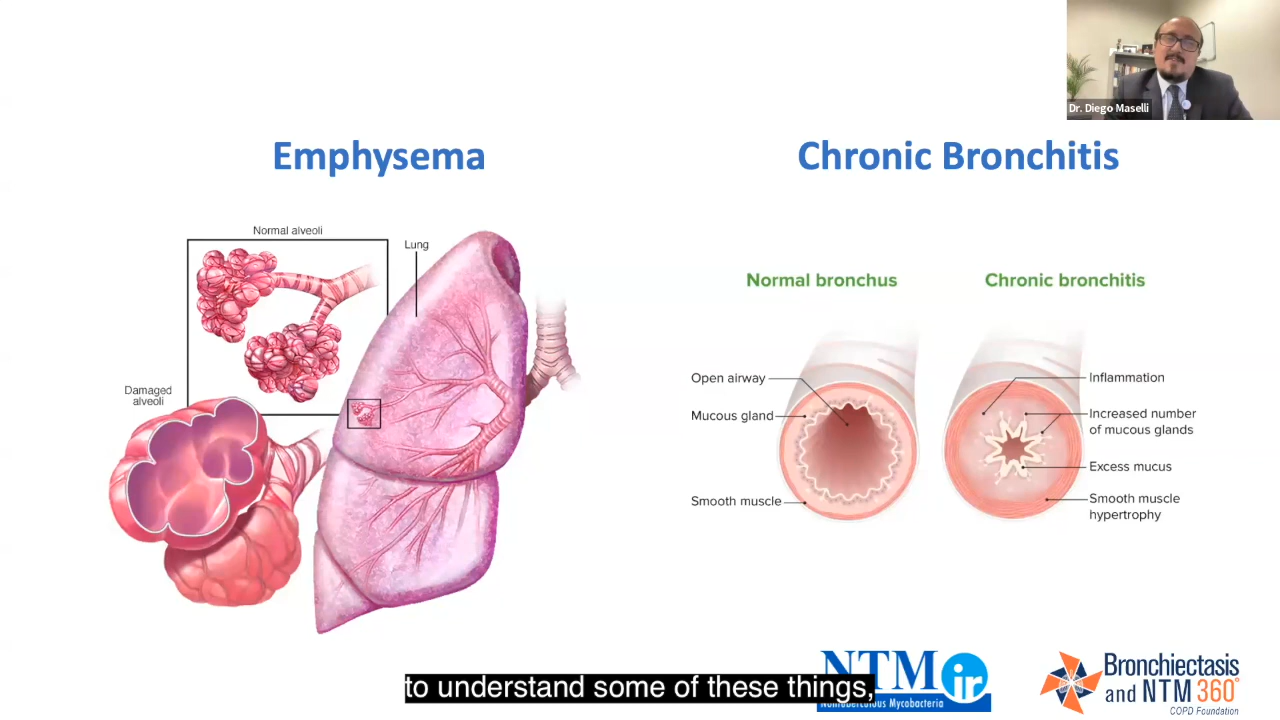 Dr. Diego Maselli
Emphysema
Chronic Bronchitis
Normal alveoli
Lung
Damaged
alveoli
Normal bronchus
Chronic bronchitis
Open airway
Mucous gland
Smooth muscle
Inflammation
Increased number
of mucous glands
Excess mucus
Smooth muscle
hypertrophy
to understand some of these things,
NTM ir
Nontuberculous Mycobacteria
Bronchiectasis
and NTM 360°
COPD Foundation